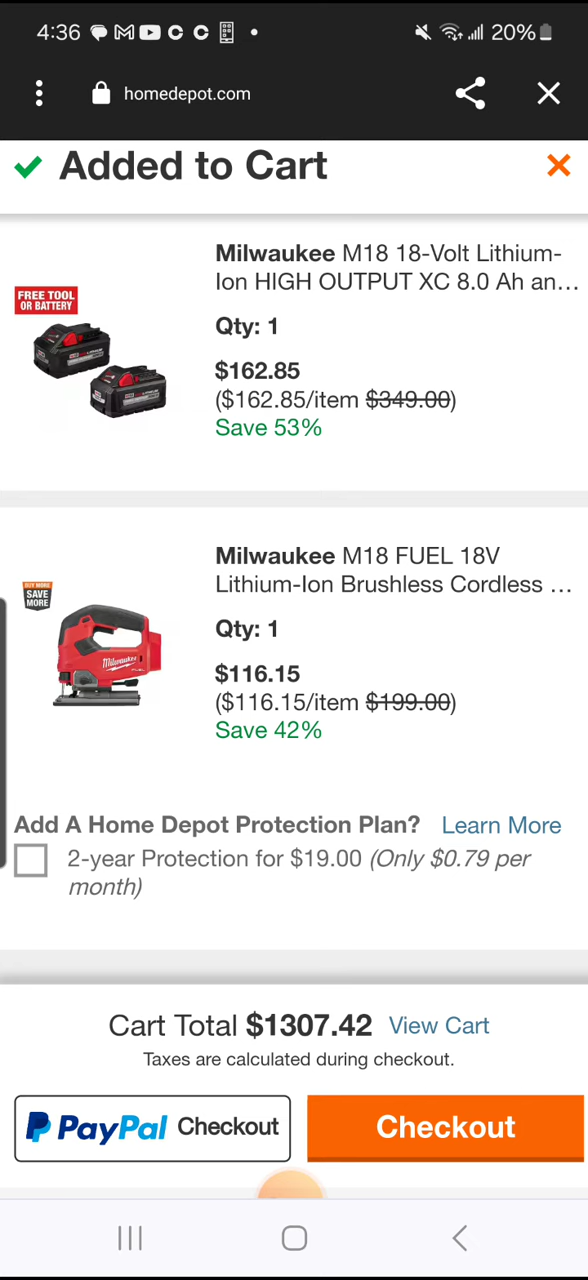 4:36
20%
homedepot.com
Added to Cart
Milwaukee M18 18-Volt Lithium-
Ion HIGH OUTPUT XC 8.0 Ah an...
FREE TOOL
OR BATTERY
Qty: 1
$162.85
($162.85/item $349.00)
Save 53%
Milwaukee M18 FUEL 18V
Lithium-Ion Brushless Cordless ...
BUY MORE
SAVE
MORE
Qty: 1
Milwaukee
$116.15
($116.15/item $199.00)
Save 42%
Add A Home Depot Protection Plan? Learn More
2-year Protection for $19.00 (Only $0.79 per
month)
Cart Total $1307.42 View Cart
Taxes are calculated during checkout.
PayPal Checkout
Checkout